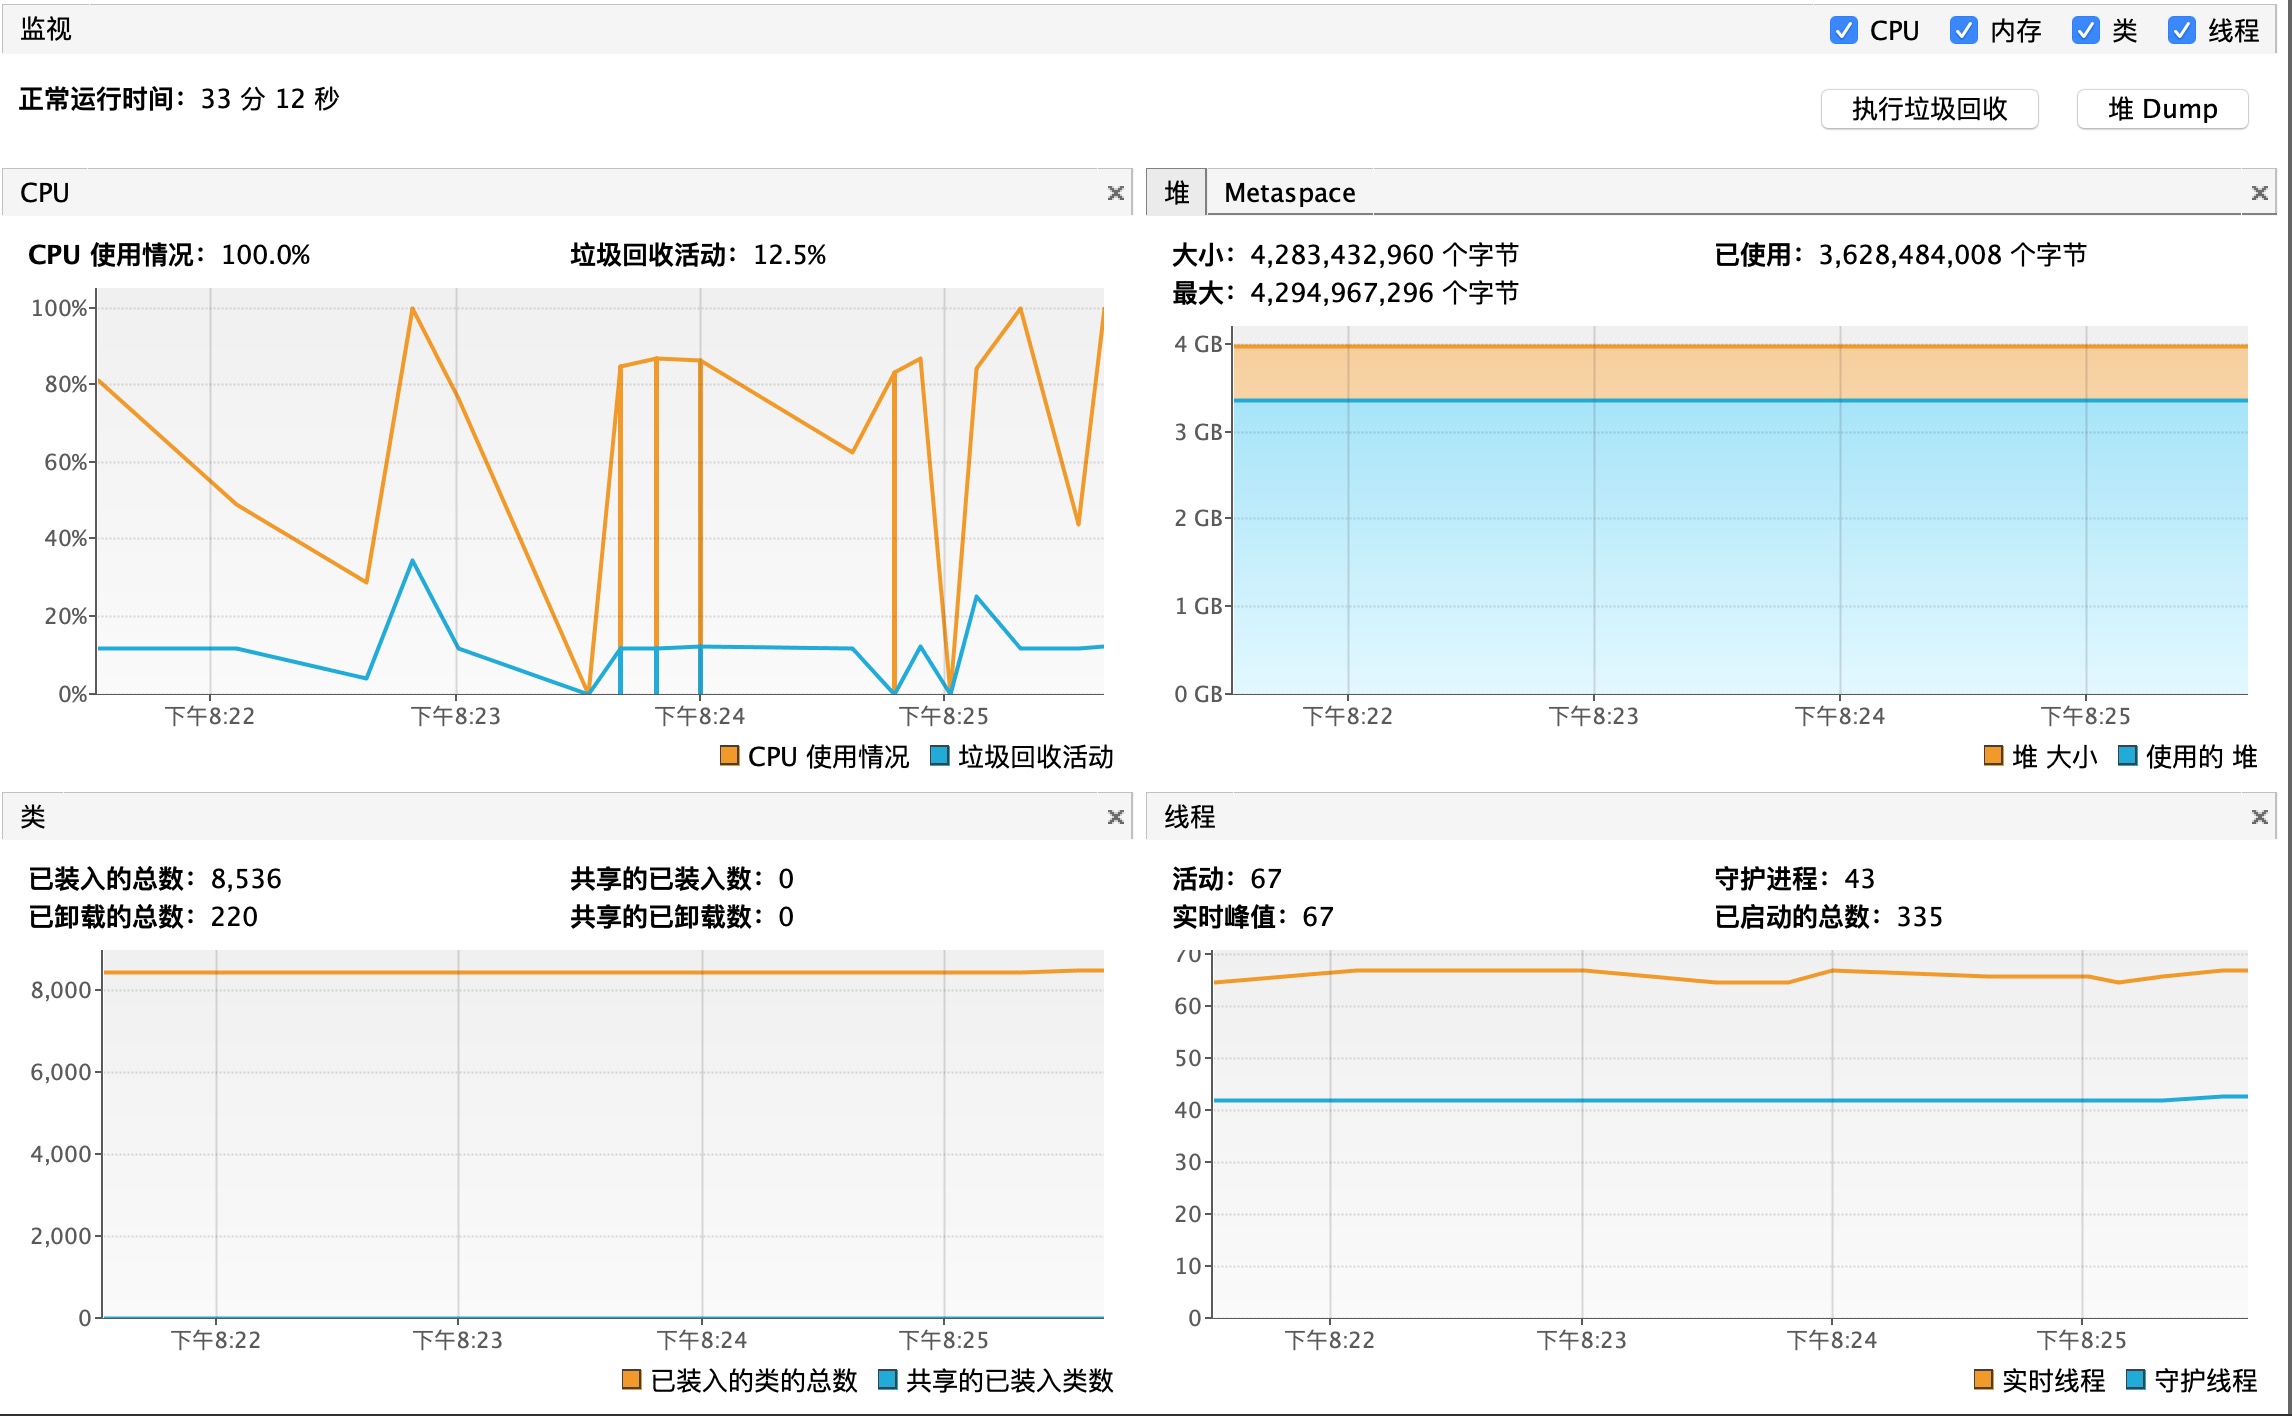 监视
CPU 内存 类 线程
正常运行时间：33 分 12 秒
执行垃圾回收 堆 Dump
CPU
CPU 使用情况：100.0% 垃圾回收活动：12.5%
100%
80%
60%
40%
20%
0%
下午8:22 下午8:23 下午8:24 下午8:25
CPU 使用情况 垃圾回收活动
堆 Metaspace
大小：4,283,432,960 个字节 已使用：3,628,484,008 个字节
最大：4,294,967,296 个字节
4 GB
3 GB
2 GB
1 GB
0 GB
下午8:22 下午8:23 下午8:24 下午8:25
堆 大小 使用的 堆
类
已装入的总数：8,536 共享的已装入数：0
已卸载的总数：220 共享的已卸载数：0
8,000
6,000
4,000
2,000
0
下午8:22 下午8:23 下午8:24 下午8:25
已装入的类的总数 共享的已装入类数
线程
活动：67 守护进程：43
实时峰值：67 已启动的总数：335
70
60
50
40
30
20
10
0
下午8:22 下午8:23 下午8:24 下午8:25
实时线程 守护线程